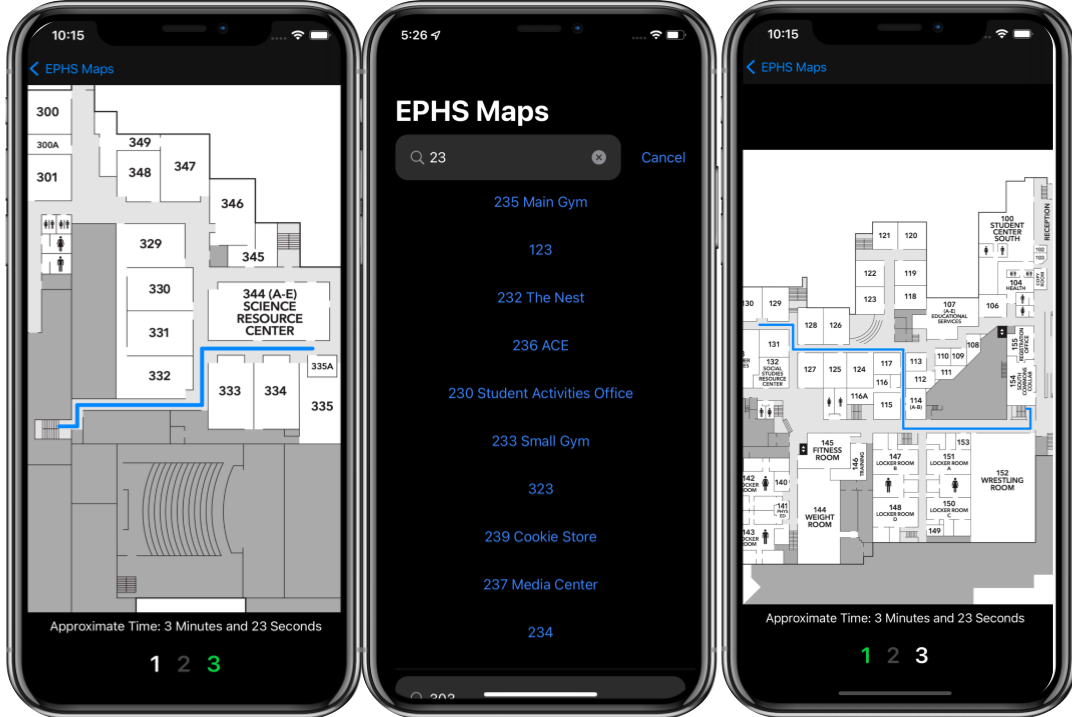 10:15
EPHS Maps
300
300A
301
349
348
347
346
345
329
330
331
332
344 (A-E)
SCIENCE
RESOURCE
CENTER
333
334
335A
335
Approximate Time: 3 Minutes and 23 Seconds
1 2 3
5:26
EPHS Maps
23
Cancel
235 Main Gym
123
232 The Nest
236 ACE
230 Student Activities Office
233 Small Gym
323
239 Cookie Store
237 Media Center
234
10:15
EPHS Maps
100
STUDENT
CENTER
SOUTH
RECEPTION
102
103
COPY
ROOM
104
HEALTH
106
107
(A-E)
EDUCATIONAL
SERVICES
121
120
122
119
123
118
130
129
128
126
131
132
SOCIAL
STUDIES
RESOURCE
CENTER
127
125
124
117
116
116A
115
113
112
114
(A-B)
110
109
111
108
155
REGISTRATION
OFFICE
154
SOUTH
COMMONS
COLLAB
145
FITNESS
ROOM
146
TRAINING
147
LOCKER ROOM
B
151
LOCKER ROOM
A
153
152
WRESTLING
ROOM
142
140
141
PHYS
ED
143
144
WEIGHT
ROOM
148
LOCKER ROOM
D
150
LOCKER ROOM
C
149
Approximate Time: 3 Minutes and 23 Seconds
1 2 3